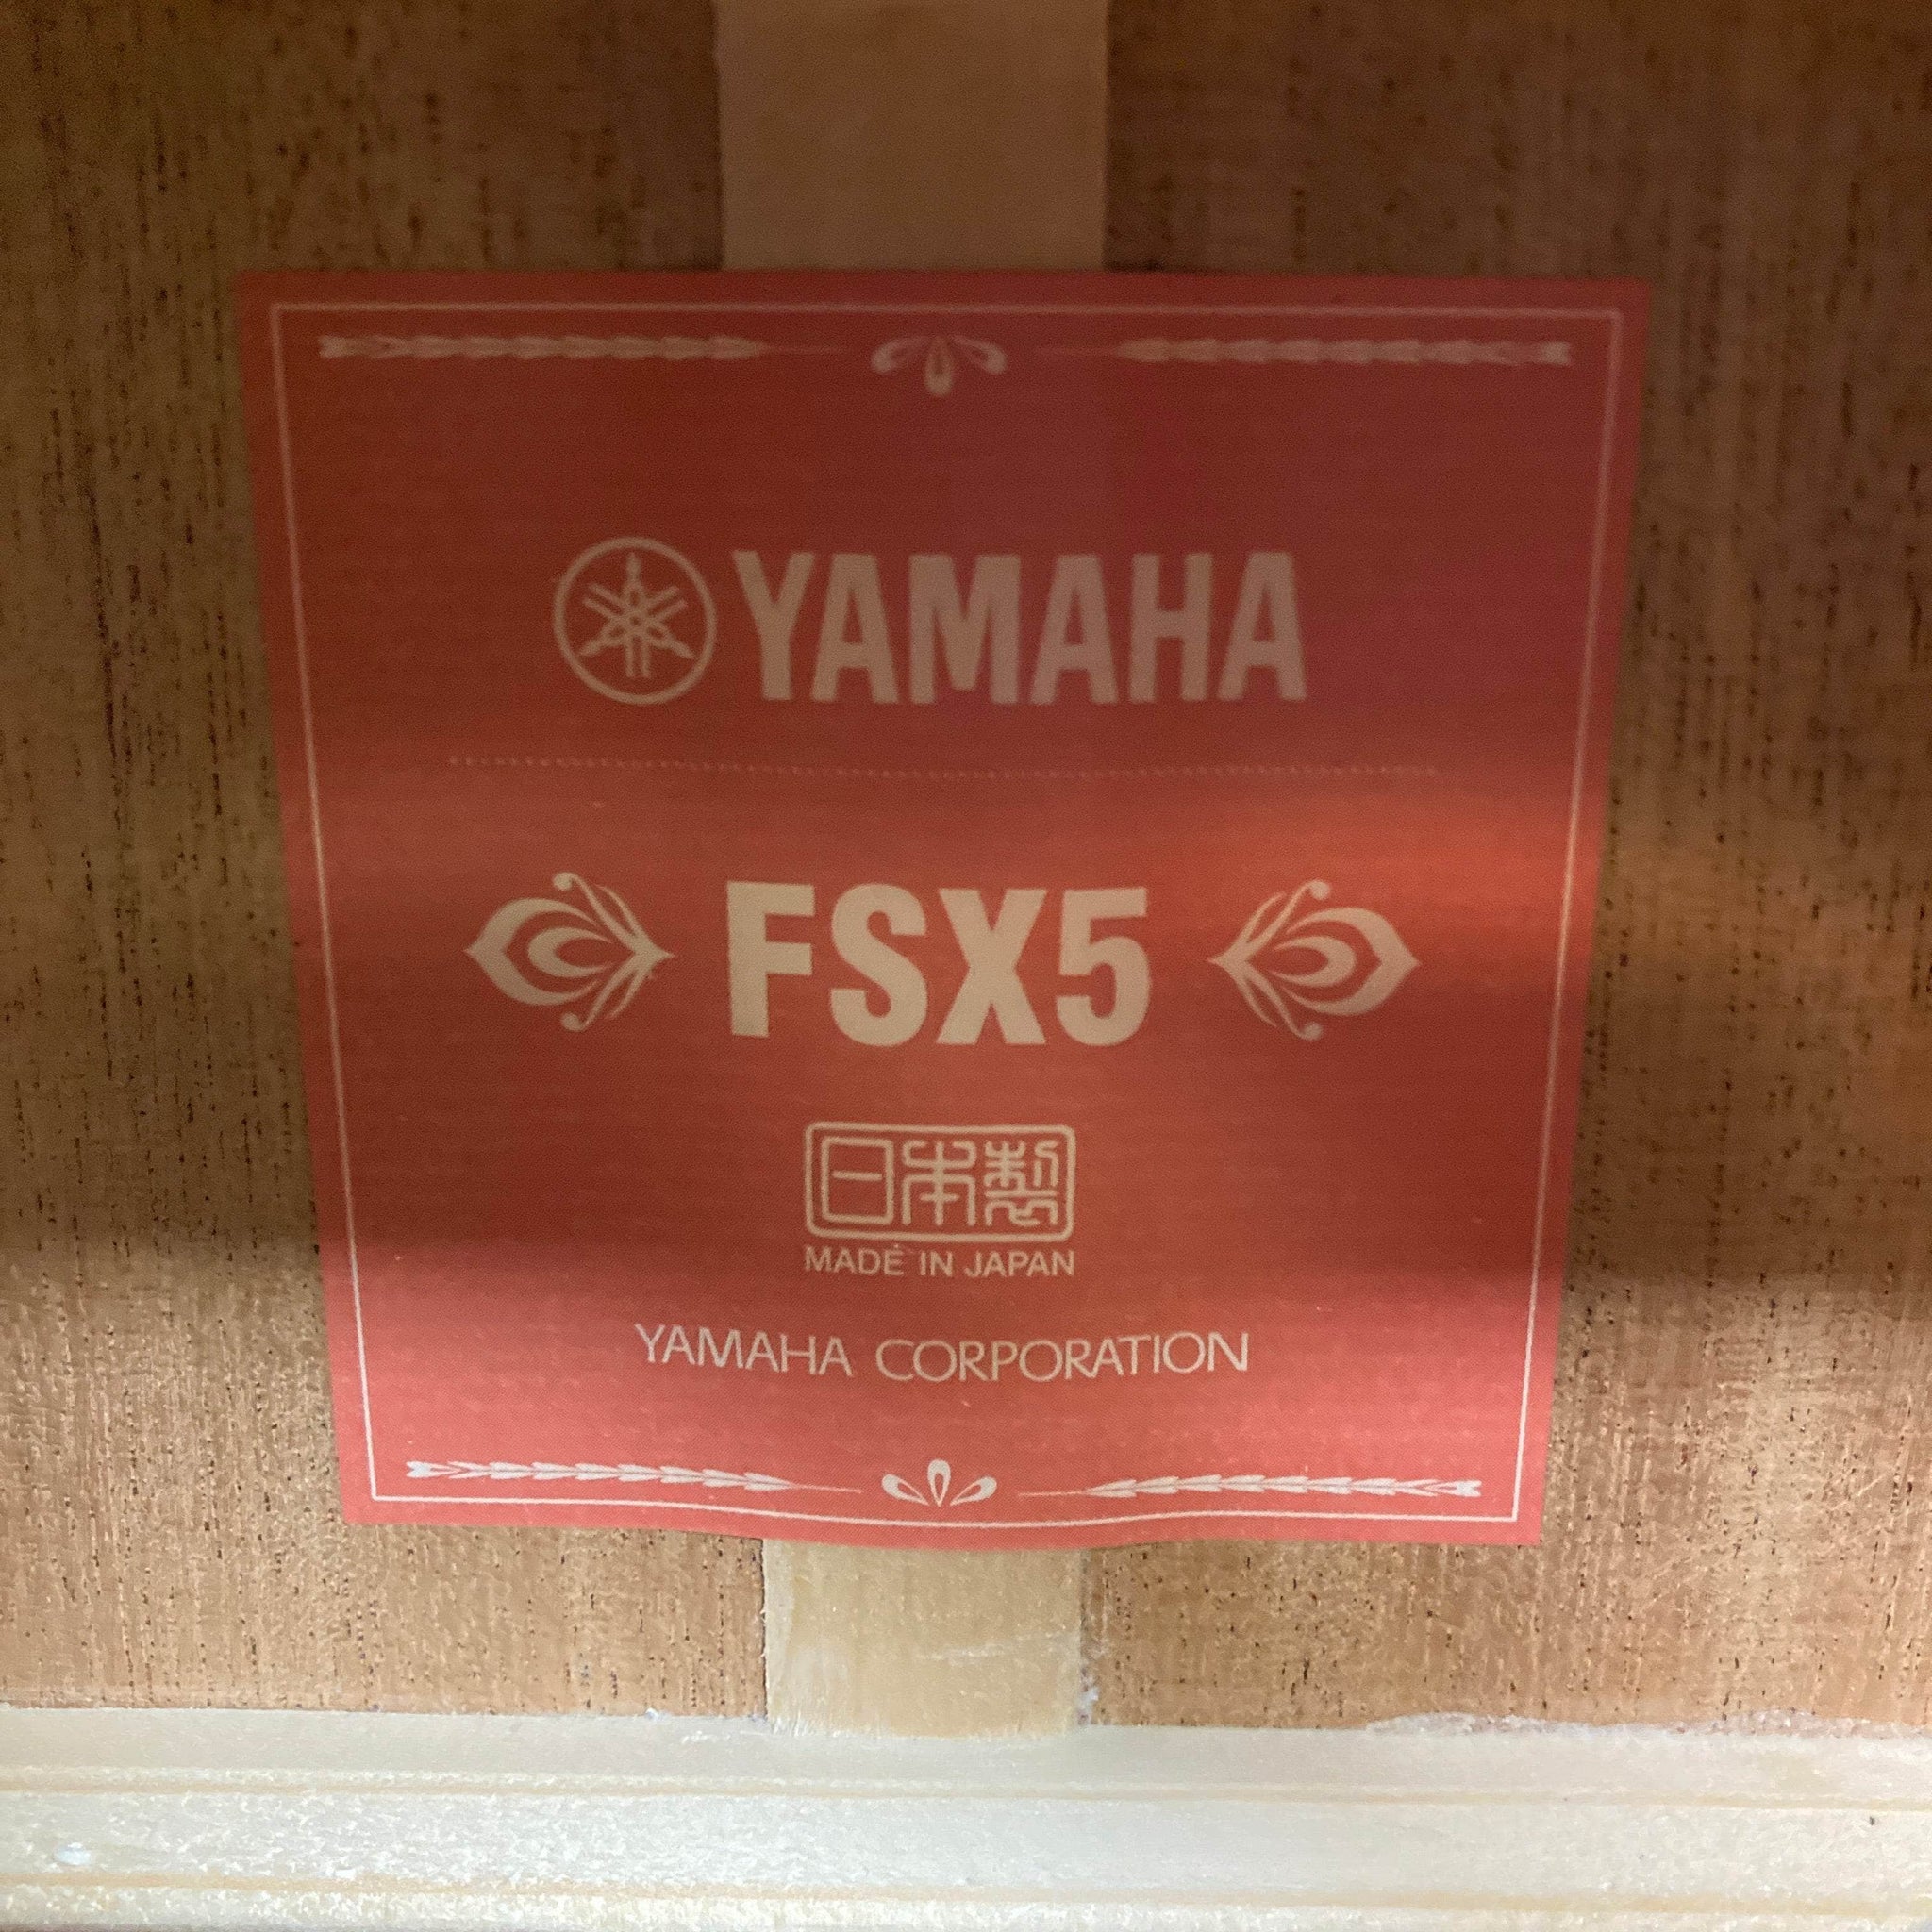 YAMAHA
FSX5
日本製
MADE IN JAPAN
YAMAHA CORPORATION